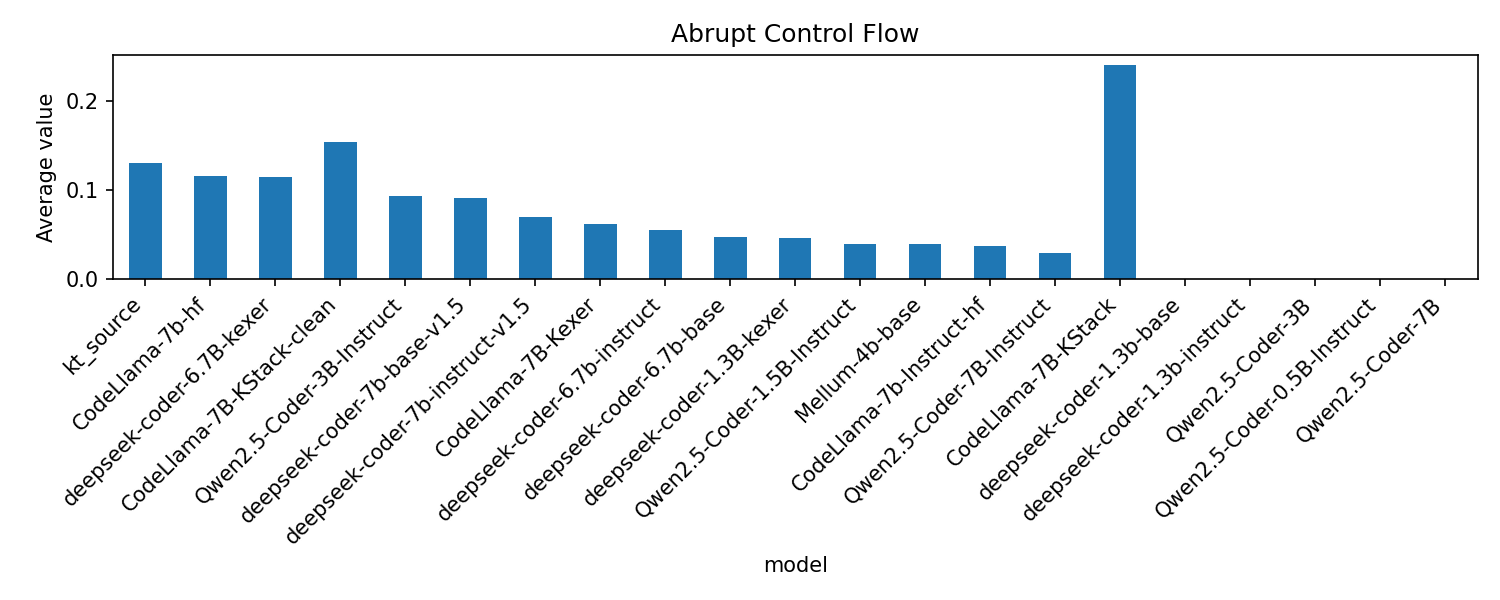 Abrupt Control Flow
Average value
0.2
0.1
0.0
kt_source
CodeLlama-7b-hf
deepseek-coder-6.7B-kexer
CodeLlama-7B-KStack-clean
Qwen2.5-Coder-3B-Instruct
deepseek-coder-7b-base-v1.5
deepseek-coder-7b-instruct-v1.5
CodeLlama-7B-Kexer
deepseek-coder-6.7b-instruct
deepseek-coder-6.7b-base
deepseek-coder-1.3B-kexer
Qwen2.5-Coder-1.5B-Instruct
Mellum-4b-base
CodeLlama-7b-Instruct-hf
Qwen2.5-Coder-7B-Instruct
CodeLlama-7B-KStack
deepseek-coder-1.3b-base
deepseek-coder-1.3b-instruct
Qwen2.5-Coder-3B
Qwen2.5-Coder-0.5B-Instruct
Qwen2.5-Coder-7B
model